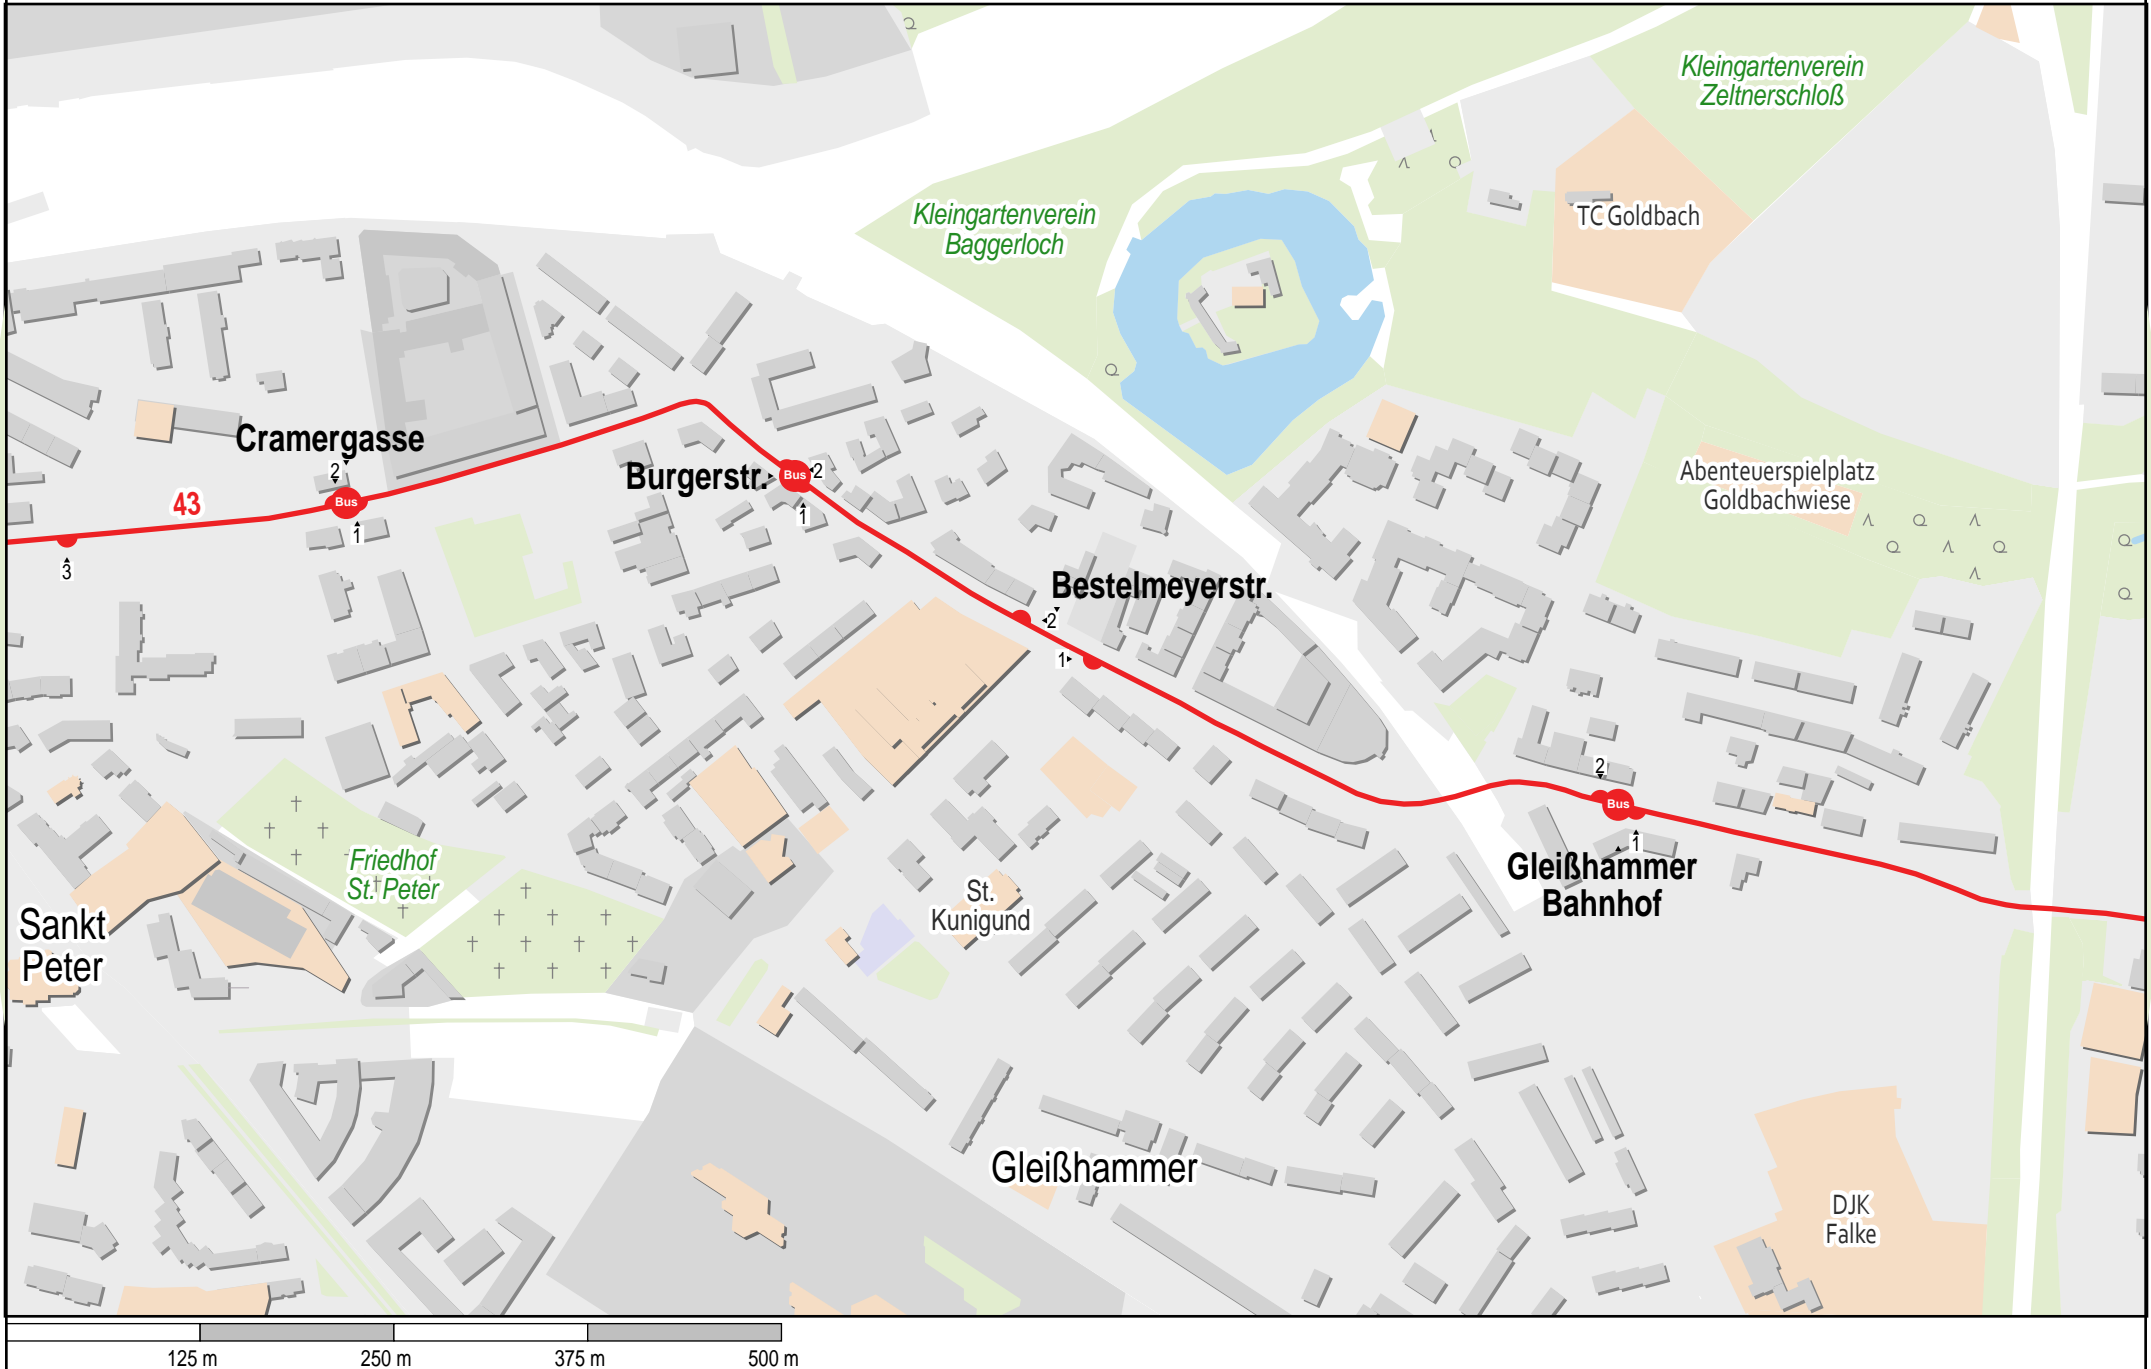 Kleingartenverein
Zeltnerschloß
Kleingartenverein
Baggerloch
TC Goldbach
Cramergasse
2
Bus
1
43
3
Burgerstr.
Bus
2
1
Abenteuerspielplatz
Goldbachwiese
Bestelmeyerstr.
2
1
2
Bus
1
Gleißhammer
Bahnhof
Friedhof
St. Peter
St.
Kunigund
Sankt
Peter
Gleißhammer
DJK
Falke
125 m
250 m
375 m
500 m